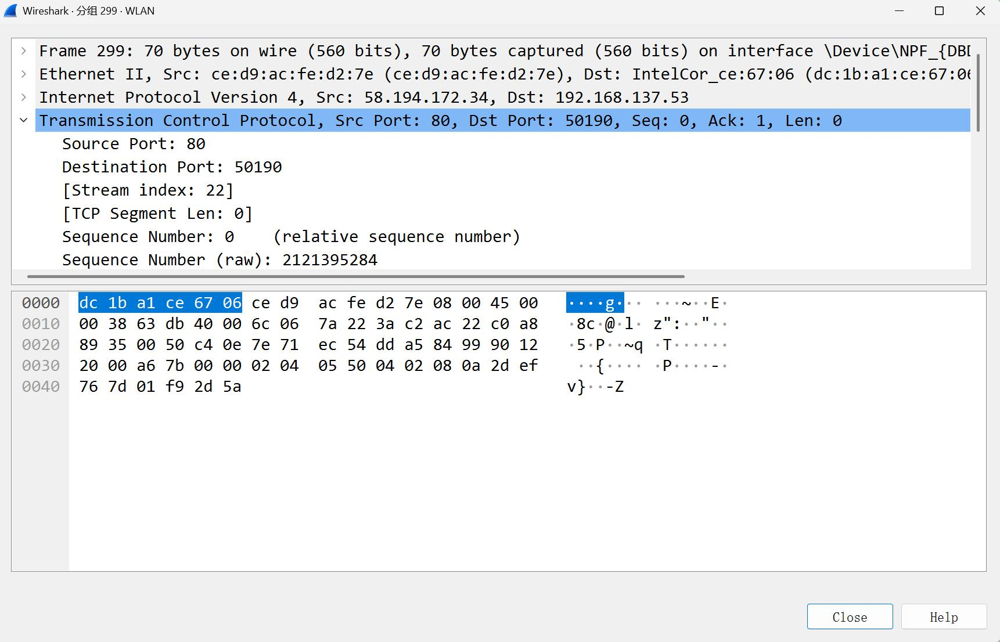 Wireshark · 分组 299 · WLAN
Frame 299: 70 bytes on wire (560 bits), 70 bytes captured (560 bits) on interface \Device\NPF_{DBD
Ethernet II, Src: ce:d9:ac:fe:d2:7e (ce:d9:ac:fe:d2:7e), Dst: IntelCor_ce:67:06 (dc:1b:a1:ce:67:06
Internet Protocol Version 4, Src: 58.194.172.34, Dst: 192.168.137.53
Transmission Control Protocol, Src Port: 80, Dst Port: 50190, Seq: 0, Ack: 1, Len: 0
Source Port: 80
Destination Port: 50190
[Stream index: 22]
[TCP Segment Len: 0]
Sequence Number: 0    (relative sequence number)
Sequence Number (raw): 2121395284
0000 dc 1b a1 ce 67 06 ce d9 ac fe d2 7e 08 00 45 00 ····g··· ···~··E·
0010 00 38 63 db 40 00 6c 06 7a 22 3a c2 ac 22 c0 a8 ·8c·@·l· z":··"··
0020 89 35 00 50 c4 0e 7e 71 ec 54 dd a5 84 99 90 12 ·5·P··~q ·T······
0030 20 00 a6 7b 00 00 02 04 05 50 04 02 08 0a 2d ef  ··{···· ·P····-·
0040 76 7d 01 f9 2d 5a v}··-Z
Close Help